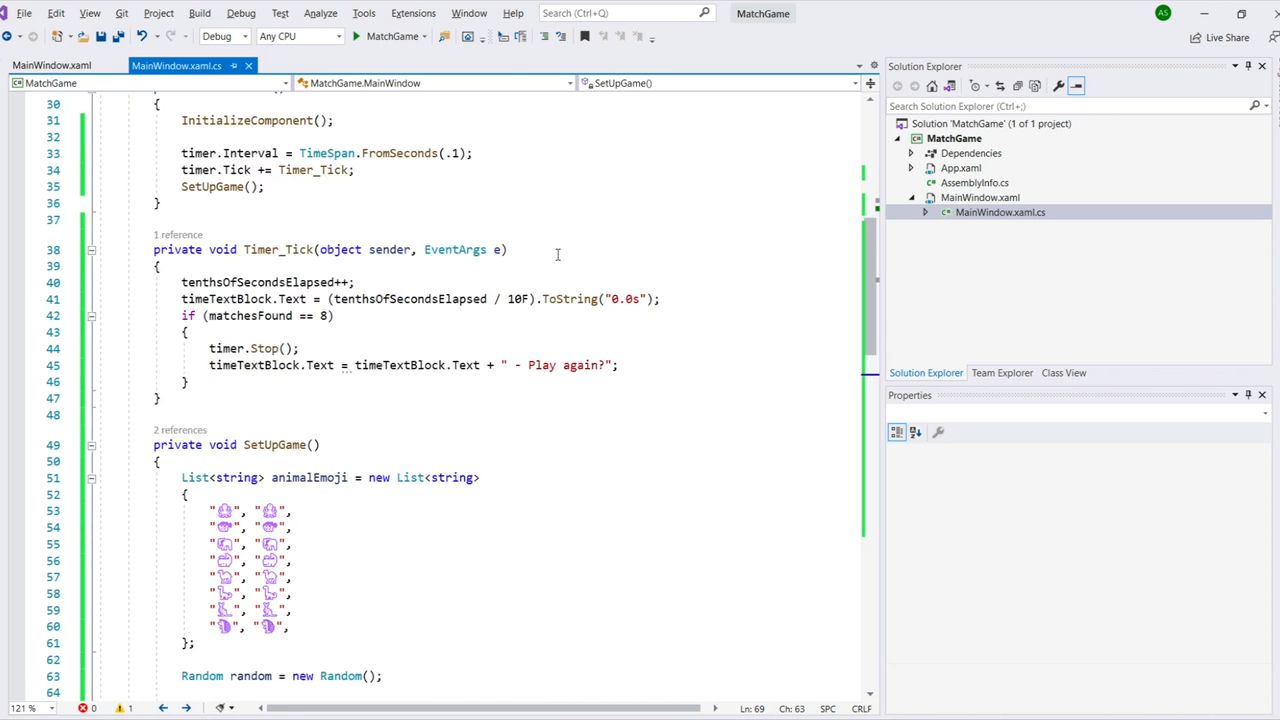 File Edit View Git Project Build Debug Test Analyze Tools Extensions Window Help Search (Ctrl+Q) MatchGame AS
Debug Any CPU MatchGame Live Share
MainWindow.xaml MainWindow.xaml.cs
MatchGame MatchGame.MainWindow SetUpGame()
30 {
31 InitializeComponent();
32
33 timer.Interval = TimeSpan.FromSeconds(.1);
34 timer.Tick += Timer_Tick;
35 SetUpGame();
36 }
37
1 reference
38 private void Timer_Tick(object sender, EventArgs e)
39 {
40 tenthsOfSecondsElapsed++;
41 timeTextBlock.Text = (tenthsOfSecondsElapsed / 10F).ToString("0.0s");
42 if (matchesFound == 8)
43 {
44 timer.Stop();
45 timeTextBlock.Text = timeTextBlock.Text + " - Play again?";
46 }
47 }
48
2 references
49 private void SetUpGame()
50 {
51 List<string> animalEmoji = new List<string>
52 {
53 "🐙", "🐙",
54 "🐡", "🐡",
55 "🐘", "🐘",
56 "🐳", "🐳",
57 "🐪", "🐪",
58 "🦕", "🦕",
59 "🦘", "🦘",
60 "🦔", "🦔",
61 };
62
63 Random random = new Random();
64
121 % 0 1 Ln: 69 Ch: 63 SPC CRLF
Solution Explorer
Search Solution Explorer (Ctrl+;)
Solution 'MatchGame' (1 of 1 project)
MatchGame
Dependencies
App.xaml
AssemblyInfo.cs
MainWindow.xaml
MainWindow.xaml.cs
Solution Explorer Team Explorer Class View
Properties